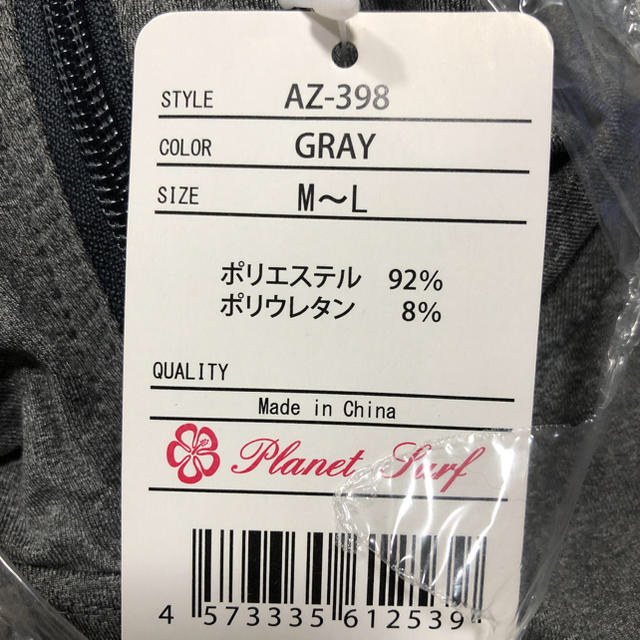 STYLE AZ-398
COLOR GRAY
SIZE M〜L
ポリエステル 92%
ポリウレタン 8%
QUALITY
Made in China
Planet Surf
4 573335 612539